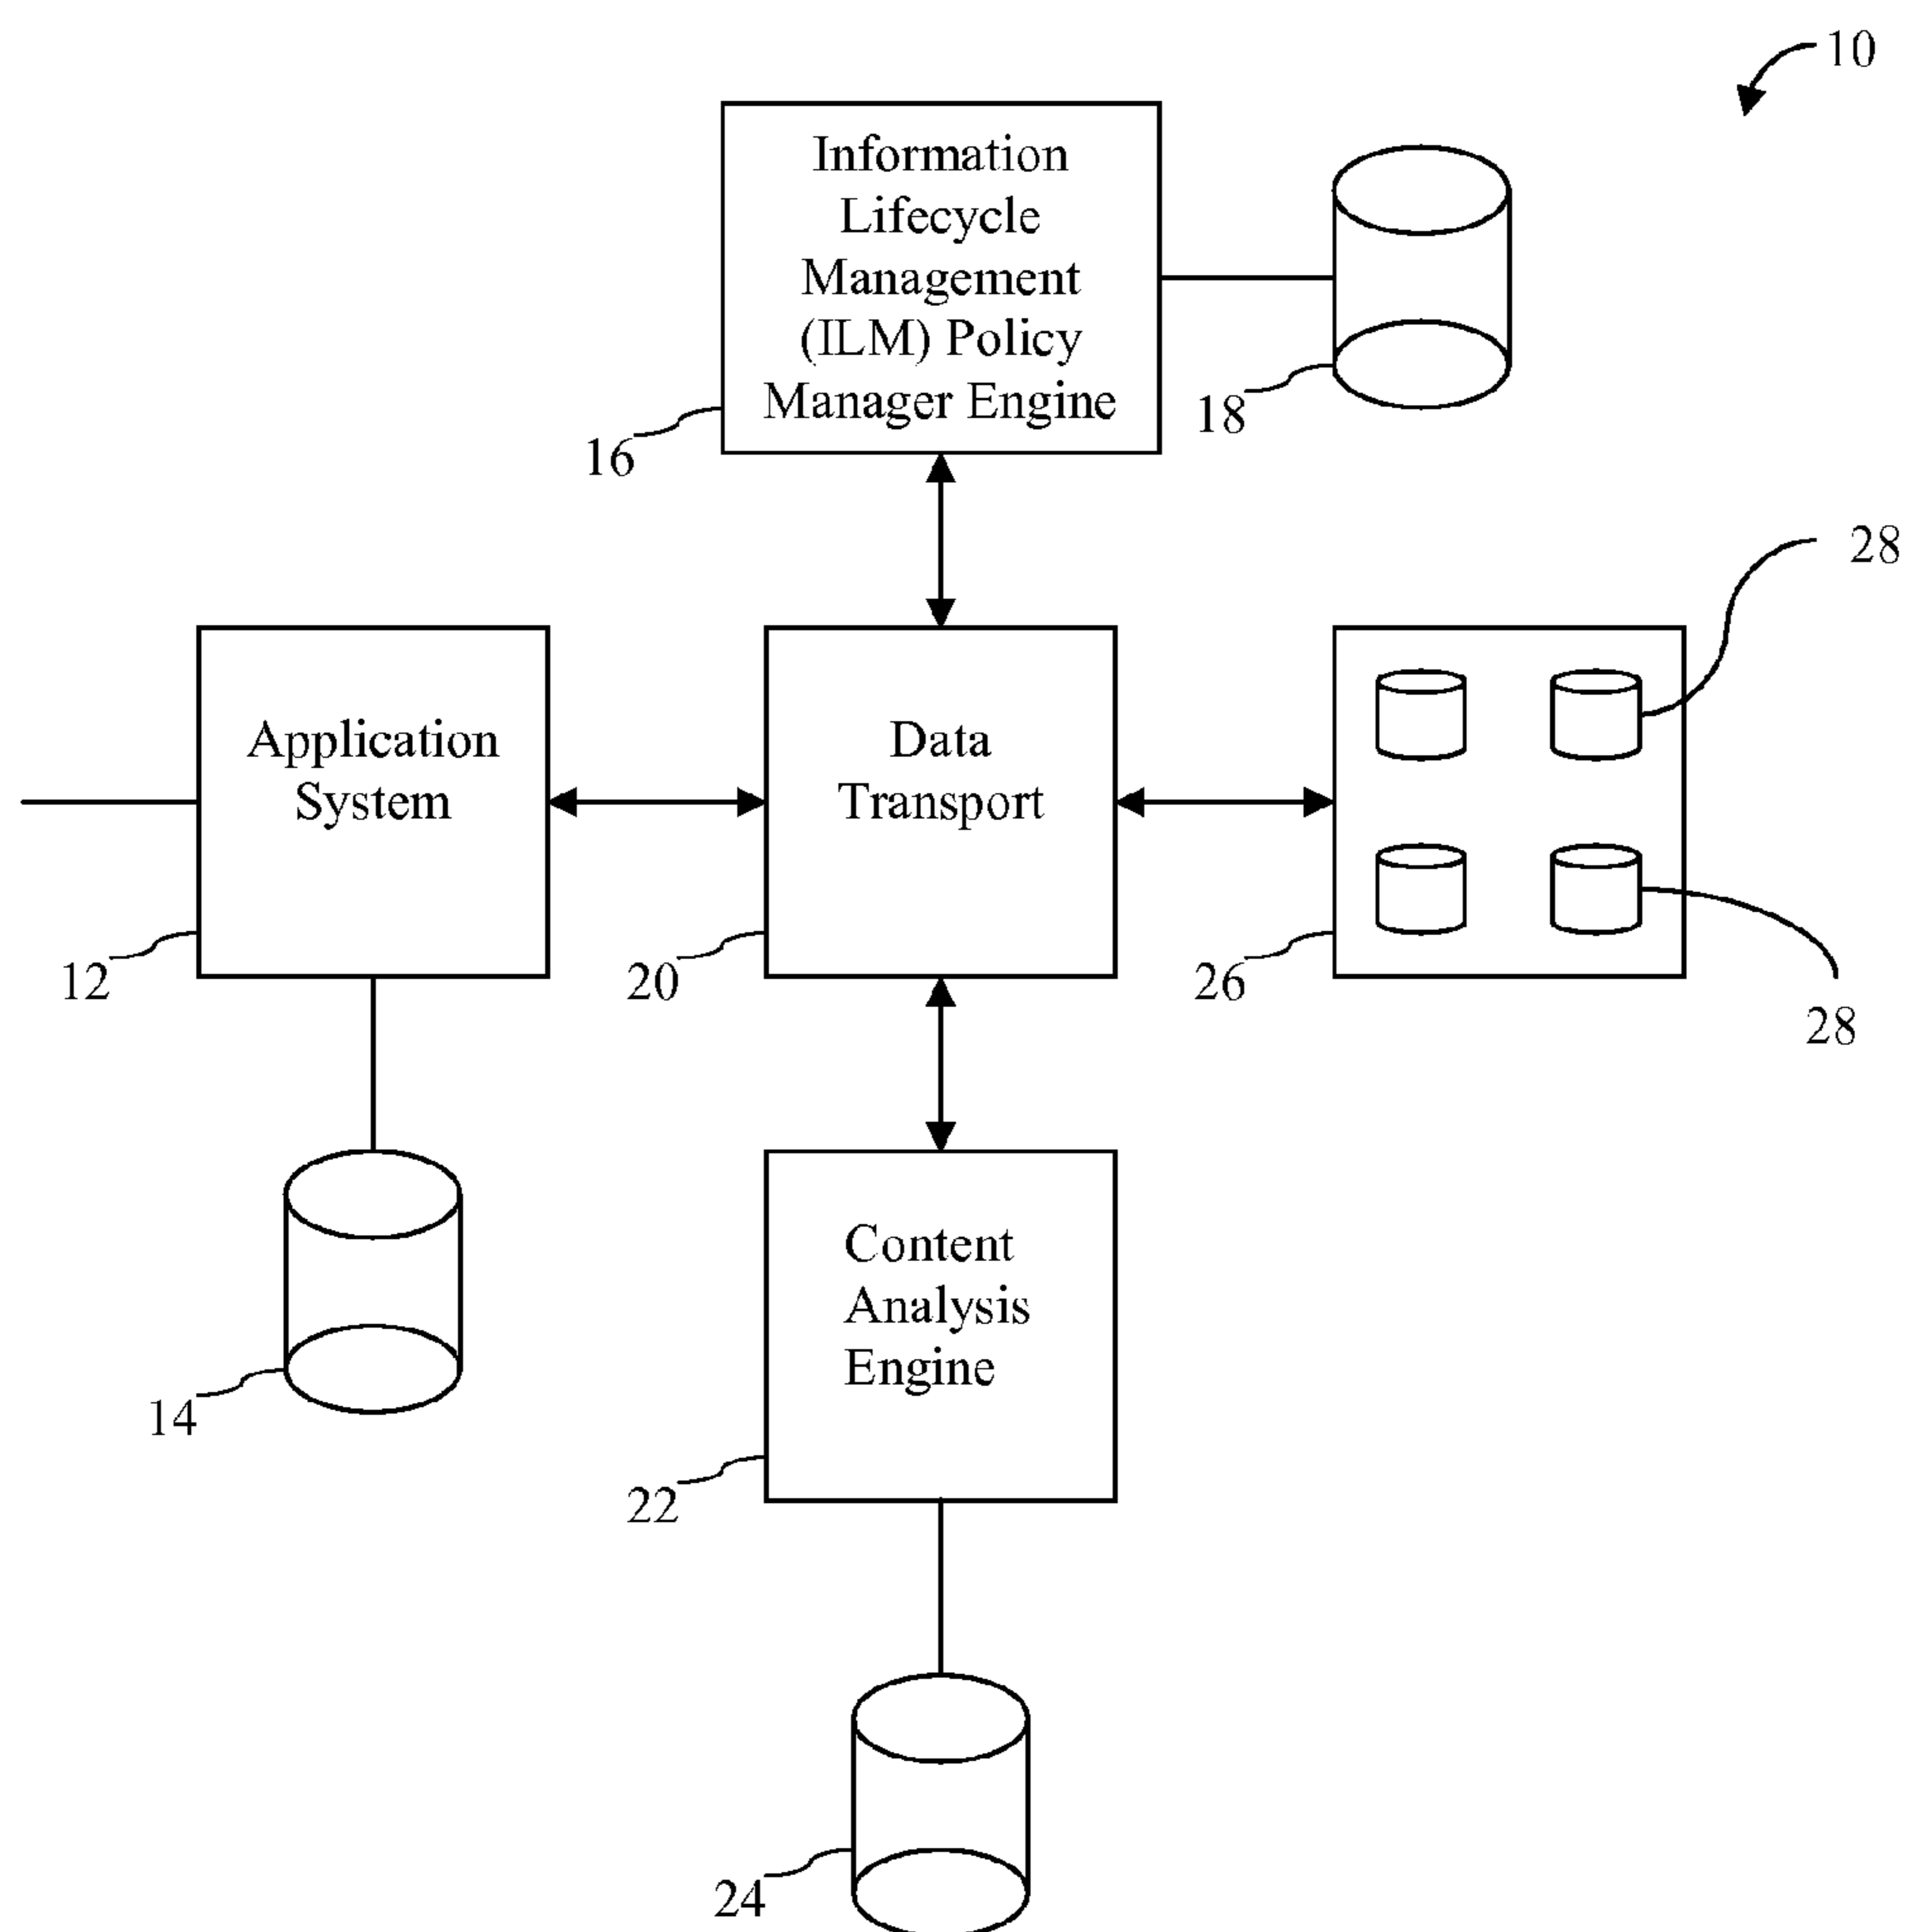 10
Information
Lifecycle
Management
(ILM) Policy
Manager Engine
16
18
28
Application
System
Data
Transport
12
20
26
28
Content
Analysis
Engine
14
22
24